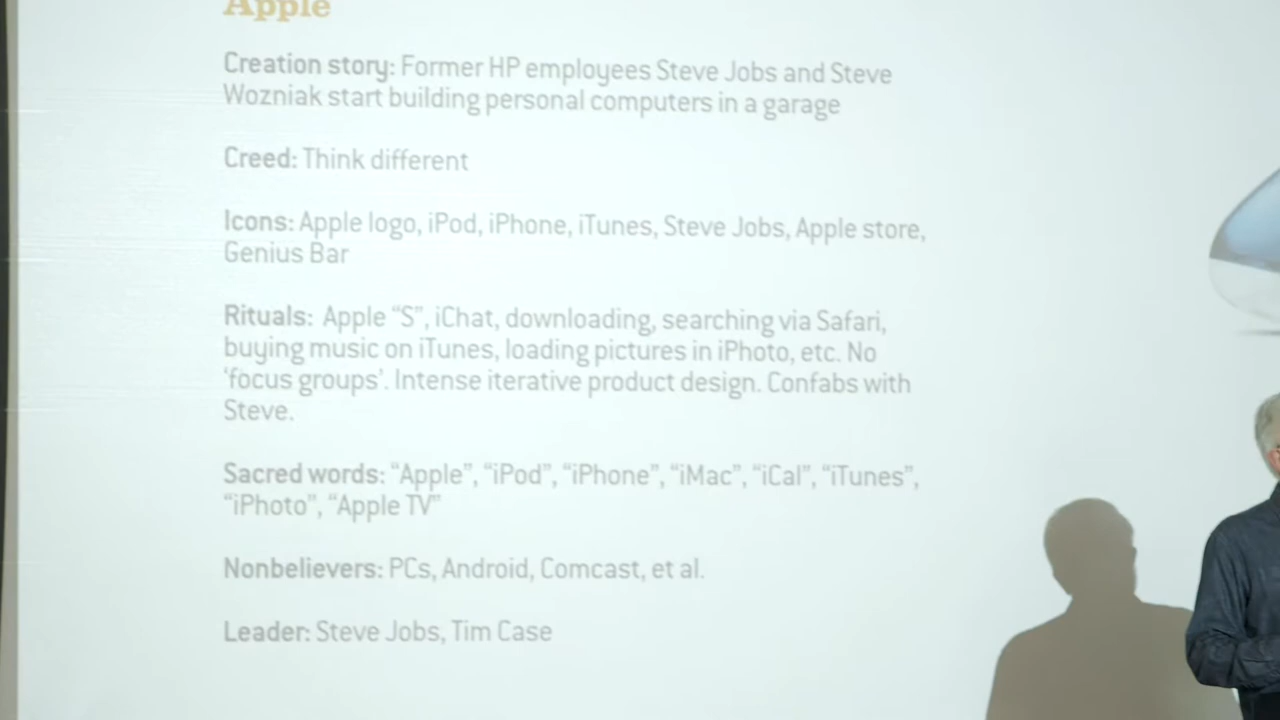 Apple
Creation story: Former HP employees Steve Jobs and Steve
Wozniak start building personal computers in a garage
Creed: Think different
Icons: Apple logo, iPod, iPhone, iTunes, Steve Jobs, Apple store,
Genius Bar
Rituals: Apple “S”, iChat, downloading, searching via Safari,
buying music on iTunes, loading pictures in iPhoto, etc. No
‘focus groups’. Intense iterative product design. Confabs with
Steve.
Sacred words: “Apple”, “iPod”, “iPhone”, “iMac”, “iCal”, “iTunes”,
“iPhoto”, “Apple TV”
Nonbelievers: PCs, Android, Comcast, et al.
Leader: Steve Jobs, Tim Case